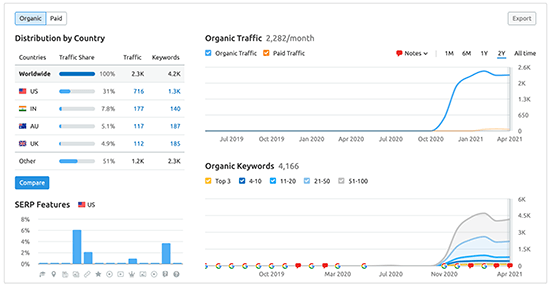 Organic Paid
Export
Distribution by Country
Countries Traffic Share Traffic Keywords
Worldwide 100% 2.3K 4.2K
US 31% 716 1.3K
IN 7.8% 177 140
AU 5.1% 117 187
UK 4.9% 112 185
Other 51% 1.2K 2.3K
Compare
SERP Features US
8%
6%
4%
2%
0%
Organic Traffic 2,282/month
Organic Traffic Paid Traffic
Notes 1M 6M 1Y 2Y All time
2.6K
1.9K
1.3K
650
0
Jul 2019 Oct 2019 Jan 2020 Apr 2020 Jul 2020 Oct 2020 Jan 2021 Apr 2021
Organic Keywords 4,166
Top 3 4-10 11-20 21-50 51-100
6K
4.5K
3K
1.5K
0
Oct 2019 Mar 2020 Jul 2020 Nov 2020 Apr 2021